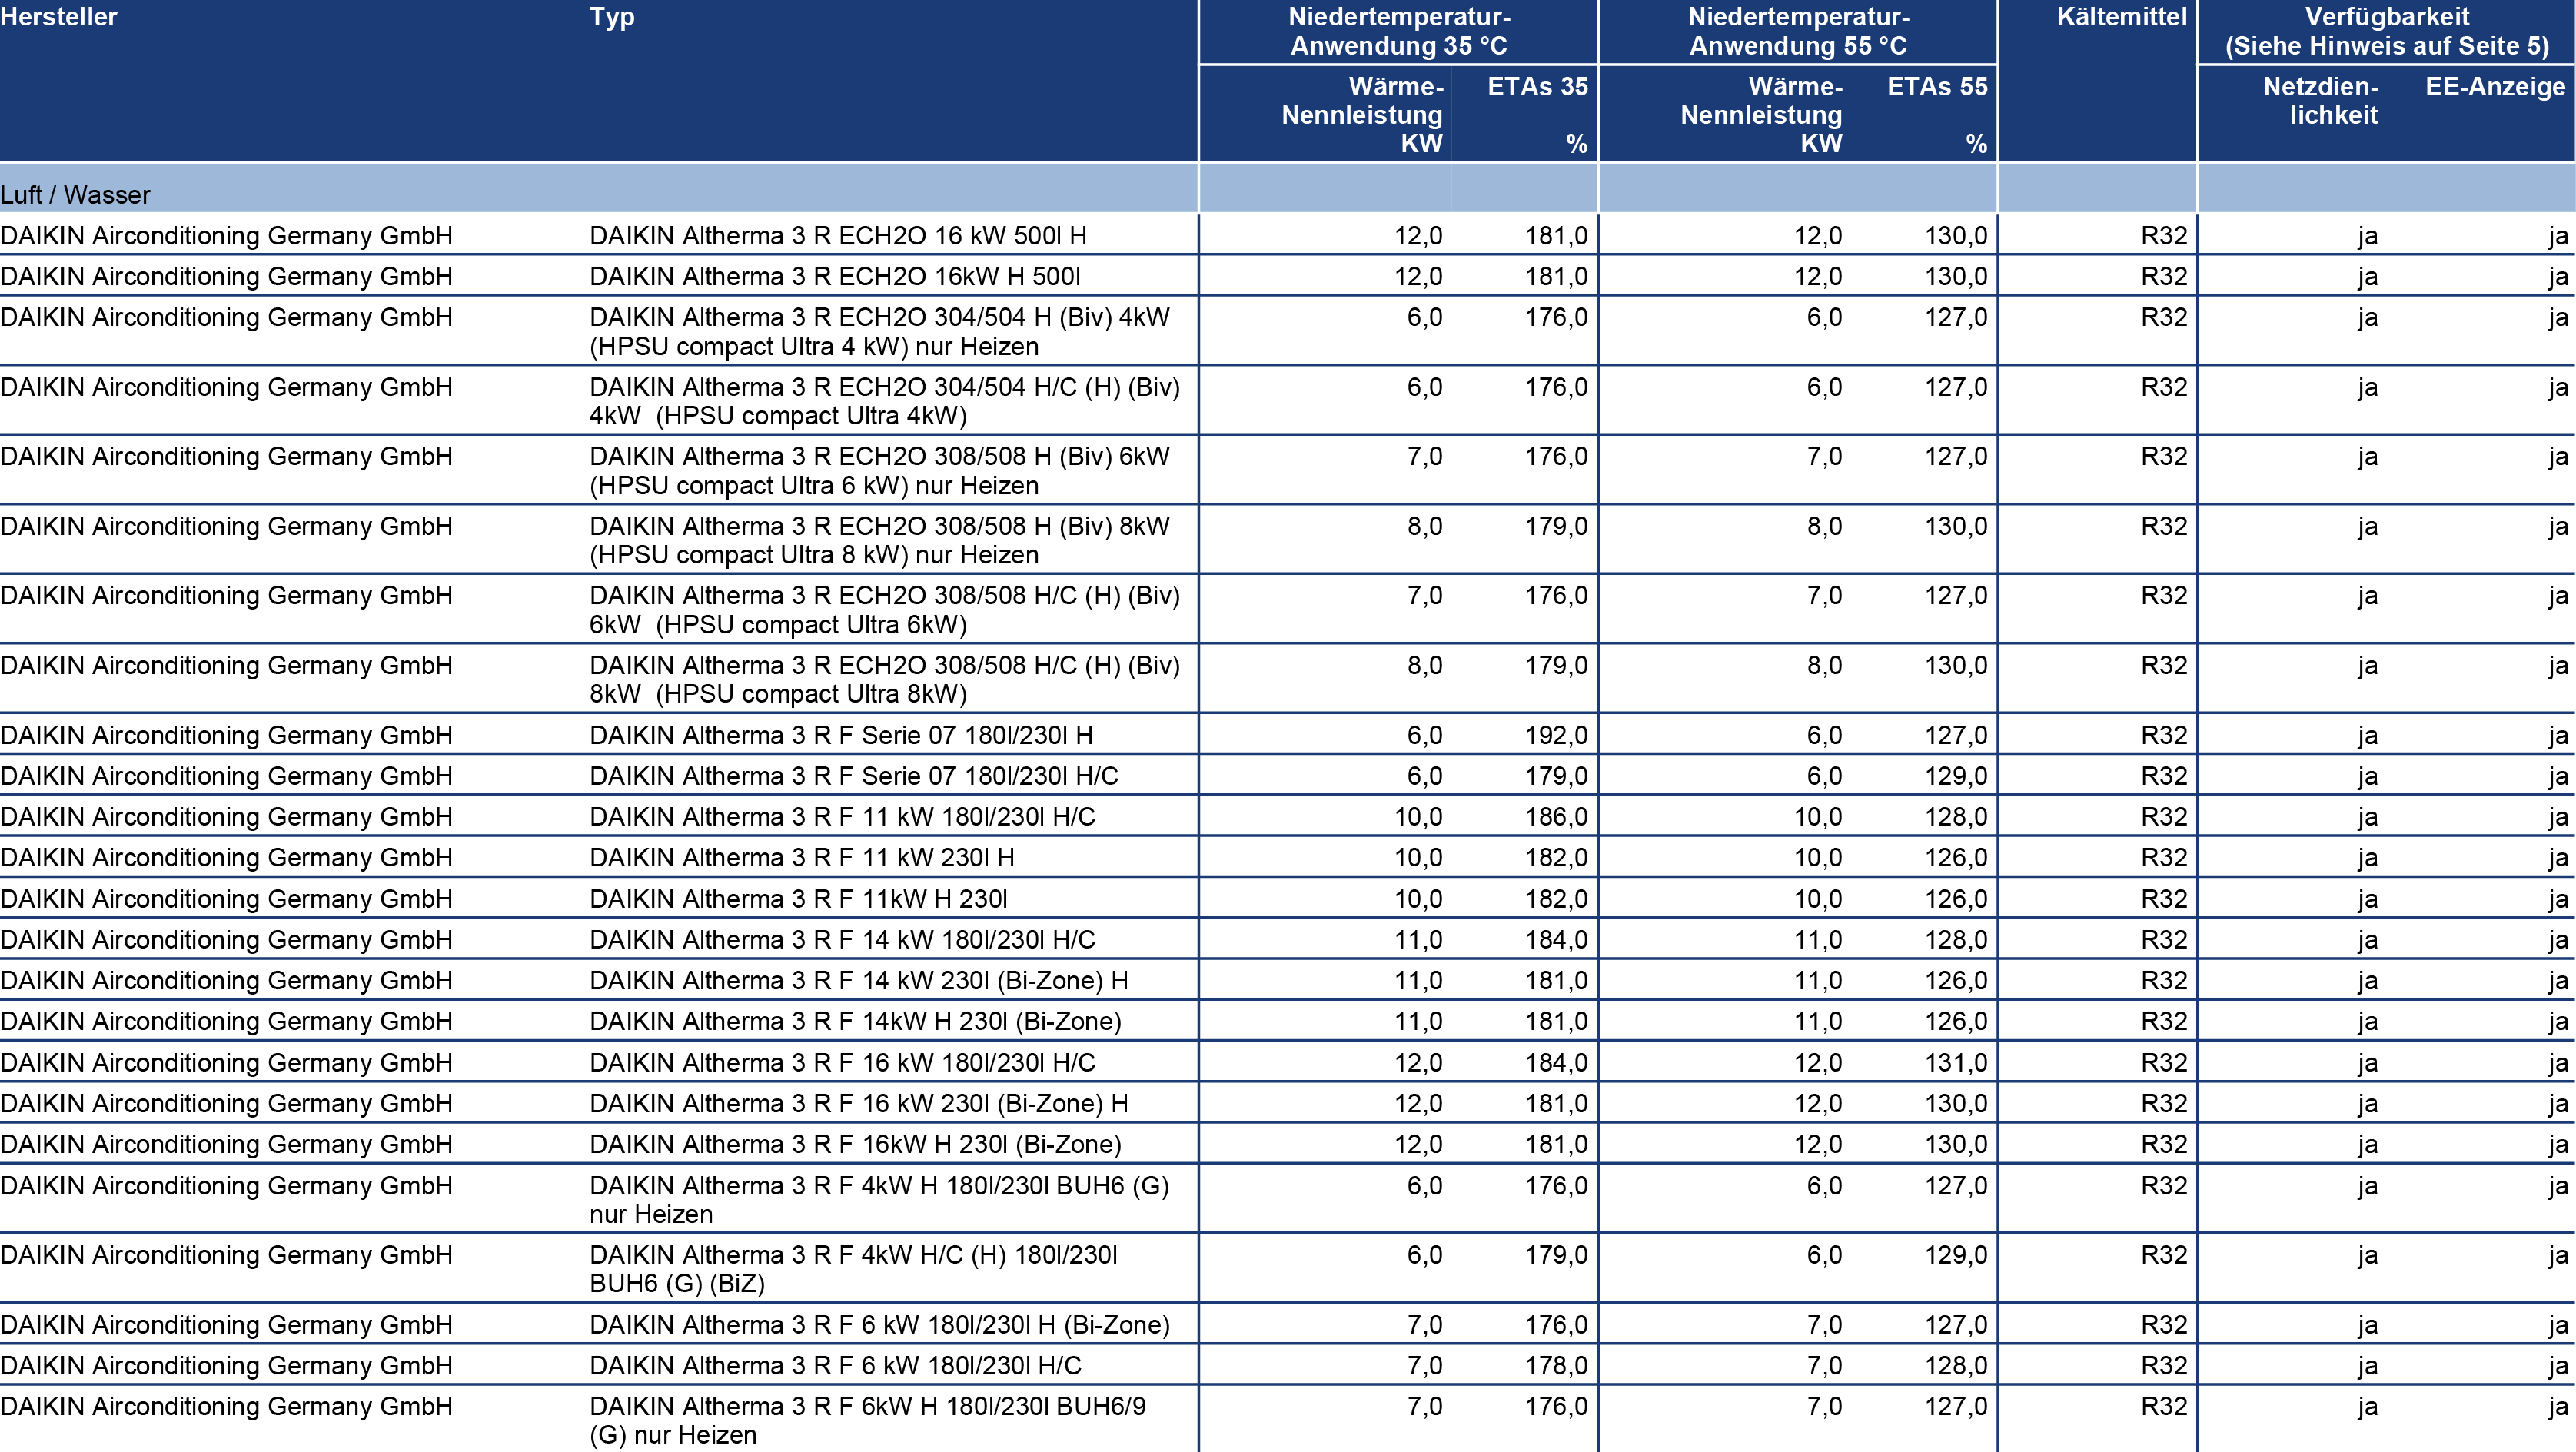 Hersteller Typ Niedertemperatur- Niedertemperatur- Kältemittel Verfügbarkeit
Anwendung 35 °C Anwendung 55 °C (Siehe Hinweis auf Seite 5)
Wärme- ETAs 35 Wärme- ETAs 55 Netzdien- EE-Anzeige
Nennleistung Nennleistung lichkeit
KW % KW %
Luft / Wasser
DAIKIN Airconditioning Germany GmbH DAIKIN Altherma 3 R ECH2O 16 kW 500l H 12,0 181,0 12,0 130,0 R32 ja ja
DAIKIN Airconditioning Germany GmbH DAIKIN Altherma 3 R ECH2O 16kW H 500l 12,0 181,0 12,0 130,0 R32 ja ja
DAIKIN Airconditioning Germany GmbH DAIKIN Altherma 3 R ECH2O 304/504 H (Biv) 4kW 6,0 176,0 6,0 127,0 R32 ja ja
(HPSU compact Ultra 4 kW) nur Heizen
DAIKIN Airconditioning Germany GmbH DAIKIN Altherma 3 R ECH2O 304/504 H/C (H) (Biv) 6,0 176,0 6,0 127,0 R32 ja ja
4kW (HPSU compact Ultra 4kW)
DAIKIN Airconditioning Germany GmbH DAIKIN Altherma 3 R ECH2O 308/508 H (Biv) 6kW 7,0 176,0 7,0 127,0 R32 ja ja
(HPSU compact Ultra 6 kW) nur Heizen
DAIKIN Airconditioning Germany GmbH DAIKIN Altherma 3 R ECH2O 308/508 H (Biv) 8kW 8,0 179,0 8,0 130,0 R32 ja ja
(HPSU compact Ultra 8 kW) nur Heizen
DAIKIN Airconditioning Germany GmbH DAIKIN Altherma 3 R ECH2O 308/508 H/C (H) (Biv) 7,0 176,0 7,0 127,0 R32 ja ja
6kW (HPSU compact Ultra 6kW)
DAIKIN Airconditioning Germany GmbH DAIKIN Altherma 3 R ECH2O 308/508 H/C (H) (Biv) 8,0 179,0 8,0 130,0 R32 ja ja
8kW (HPSU compact Ultra 8kW)
DAIKIN Airconditioning Germany GmbH DAIKIN Altherma 3 R F Serie 07 180l/230l H 6,0 192,0 6,0 127,0 R32 ja ja
DAIKIN Airconditioning Germany GmbH DAIKIN Altherma 3 R F Serie 07 180l/230l H/C 6,0 179,0 6,0 129,0 R32 ja ja
DAIKIN Airconditioning Germany GmbH DAIKIN Altherma 3 R F 11 kW 180l/230l H/C 10,0 186,0 10,0 128,0 R32 ja ja
DAIKIN Airconditioning Germany GmbH DAIKIN Altherma 3 R F 11 kW 230l H 10,0 182,0 10,0 126,0 R32 ja ja
DAIKIN Airconditioning Germany GmbH DAIKIN Altherma 3 R F 11kW H 230l 10,0 182,0 10,0 126,0 R32 ja ja
DAIKIN Airconditioning Germany GmbH DAIKIN Altherma 3 R F 14 kW 180l/230l H/C 11,0 184,0 11,0 128,0 R32 ja ja
DAIKIN Airconditioning Germany GmbH DAIKIN Altherma 3 R F 14 kW 230l (Bi-Zone) H 11,0 181,0 11,0 126,0 R32 ja ja
DAIKIN Airconditioning Germany GmbH DAIKIN Altherma 3 R F 14kW H 230l (Bi-Zone) 11,0 181,0 11,0 126,0 R32 ja ja
DAIKIN Airconditioning Germany GmbH DAIKIN Altherma 3 R F 16 kW 180l/230l H/C 12,0 184,0 12,0 131,0 R32 ja ja
DAIKIN Airconditioning Germany GmbH DAIKIN Altherma 3 R F 16 kW 230l (Bi-Zone) H 12,0 181,0 12,0 130,0 R32 ja ja
DAIKIN Airconditioning Germany GmbH DAIKIN Altherma 3 R F 16kW H 230l (Bi-Zone) 12,0 181,0 12,0 130,0 R32 ja ja
DAIKIN Airconditioning Germany GmbH DAIKIN Altherma 3 R F 4kW H 180l/230l BUH6 (G) 6,0 176,0 6,0 127,0 R32 ja ja
nur Heizen
DAIKIN Airconditioning Germany GmbH DAIKIN Altherma 3 R F 4kW H/C (H) 180l/230l 6,0 179,0 6,0 129,0 R32 ja ja
BUH6 (G) (BiZ)
DAIKIN Airconditioning Germany GmbH DAIKIN Altherma 3 R F 6 kW 180l/230l H (Bi-Zone) 7,0 176,0 7,0 127,0 R32 ja ja
DAIKIN Airconditioning Germany GmbH DAIKIN Altherma 3 R F 6 kW 180l/230l H/C 7,0 178,0 7,0 128,0 R32 ja ja
DAIKIN Airconditioning Germany GmbH DAIKIN Altherma 3 R F 6kW H 180l/230l BUH6/9 7,0 176,0 7,0 127,0 R32 ja ja
(G) nur Heizen